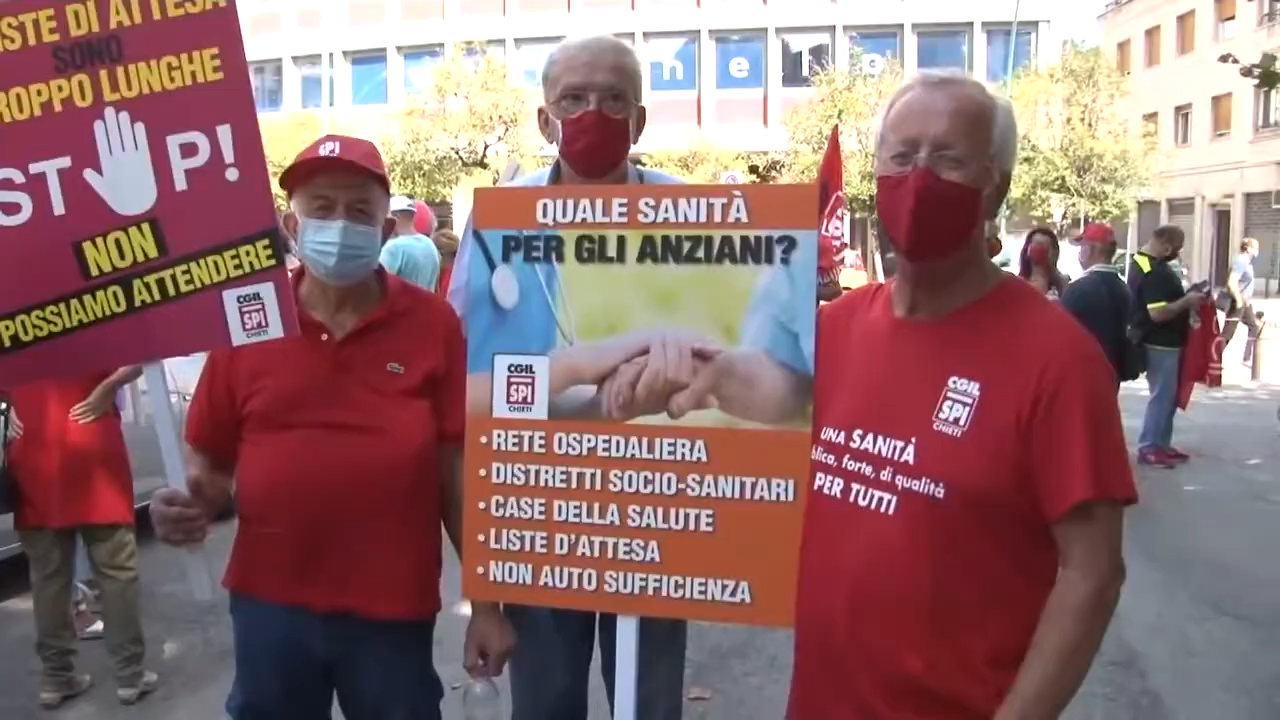 ISTE DI ATTESA
SONO
ROPPO LUNGHE
ST P!
NON
POSSIAMO ATTENDERE
CGIL
SPI
CHIETI
SPI
QUALE SANITÀ
PER GLI ANZIANI?
CGIL
SPI
CHIETI
• RETE OSPEDALIERA
• DISTRETTI SOCIO-SANITARI
• CASE DELLA SALUTE
• LISTE D'ATTESA
• NON AUTO SUFFICIENZA
CGIL
SPI
CHIETI
UNA SANITÀ
blica, forte, di qualità
PER TUTTI